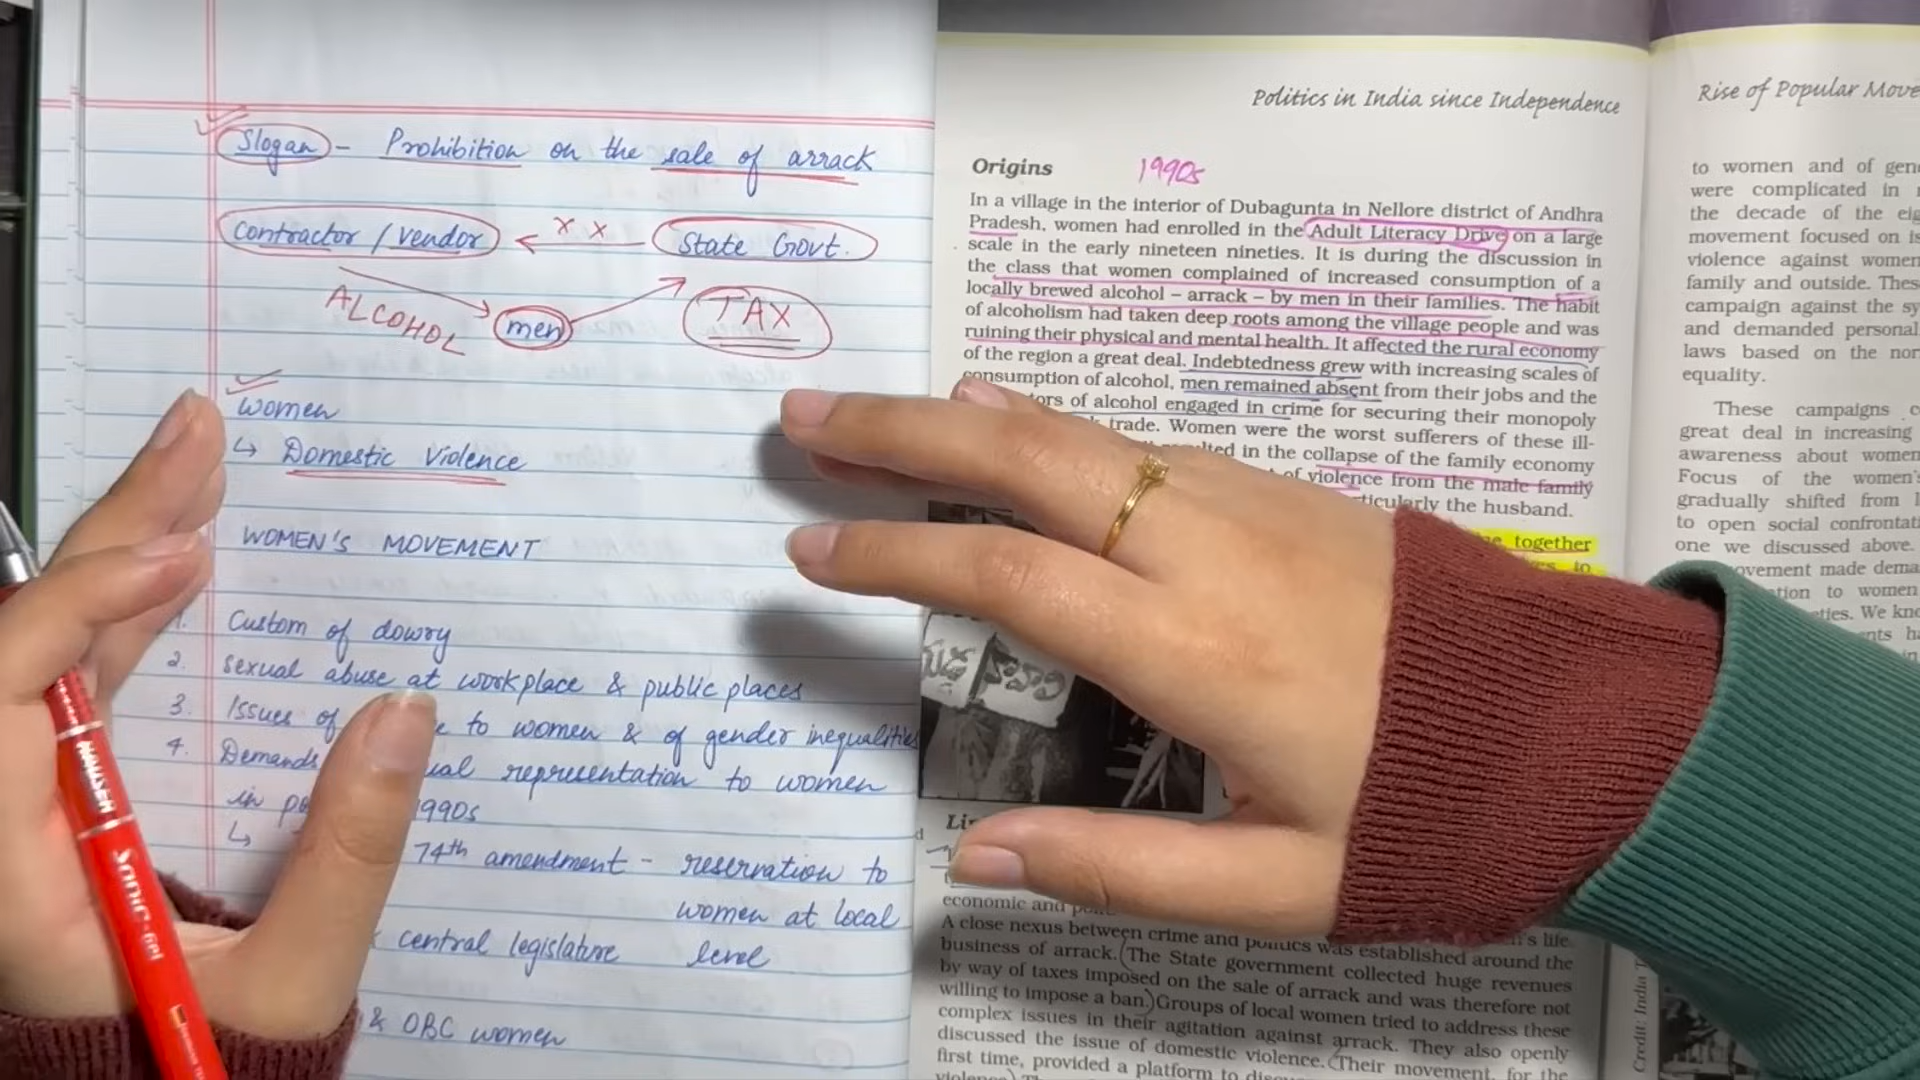 Slogan - Prohibition on the sale of arrack
Contractor / vendor x x State Govt.
ALCOHOL men TAX
women
↳ Domestic Violence
WOMEN'S MOVEMENT
1. Custom of dowry
2. sexual abuse at workplace & public places
3. Issues of to women & of gender inequalities
4. Demands representation to women
in 1990s
↳ 74th amendment - reservation to
women at local
central legislature level
& OBC women
HAUSER
Sonic-gel
Politics in India since Independence
Origins 1990s
In a village in the interior of Dubagunta in Nellore district of Andhra
Pradesh, women had enrolled in the Adult Literacy Drive on a large
scale in the early nineteen nineties. It is during the discussion in
the class that women complained of increased consumption of a
locally brewed alcohol – arrack – by men in their families. The habit
of alcoholism had taken deep roots among the village people and was
ruining their physical and mental health. It affected the rural economy
of the region a great deal. Indebtedness grew with increasing scales of
consumption of alcohol, men remained absent from their jobs and the
of alcohol engaged in crime for securing their monopoly
trade. Women were the worst sufferers of these ill-
in the collapse of the family economy
of violence from the male family
the husband.
together
to
economic and
A close nexus between crime and politics was established around the
business of arrack. (The State government collected huge revenues
by way of taxes imposed on the sale of arrack and was therefore not
willing to impose a ban.) Groups of local women tried to address these
complex issues in their agitation against arrack. They also openly
discussed the issue of domestic violence. (Their movement, for the
first time, provided a platform to
life.
Rise of Popular
to women and of
were complicated in
the decade of the
movement focused on
violence against women
family and outside.
campaign against the
and demanded personal
laws based on the
equality.
These campaigns
great deal in increasing
awareness about
Focus of the
gradually shifted from
to open social
one we discussed above.
made
to women
We
Credit: India